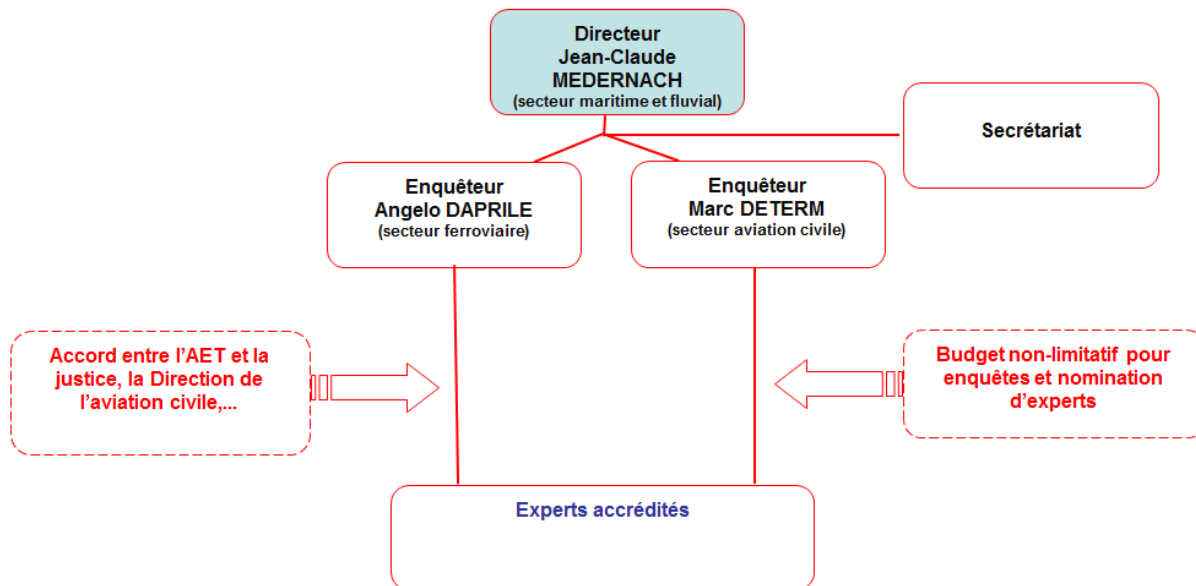 Directeur
Jean-Claude
MEDERNACH
(secteur maritime et fluvial)
Secrétariat
Enquêteur
Angelo DAPRILE
(secteur ferroviaire)
Enquêteur
Marc DETERM
(secteur aviation civile)
Accord entre l'AET et la
justice, la Direction de
l'aviation civile,...
Budget non-limitatif pour
enquêtes et nomination
d'experts
Experts accrédités